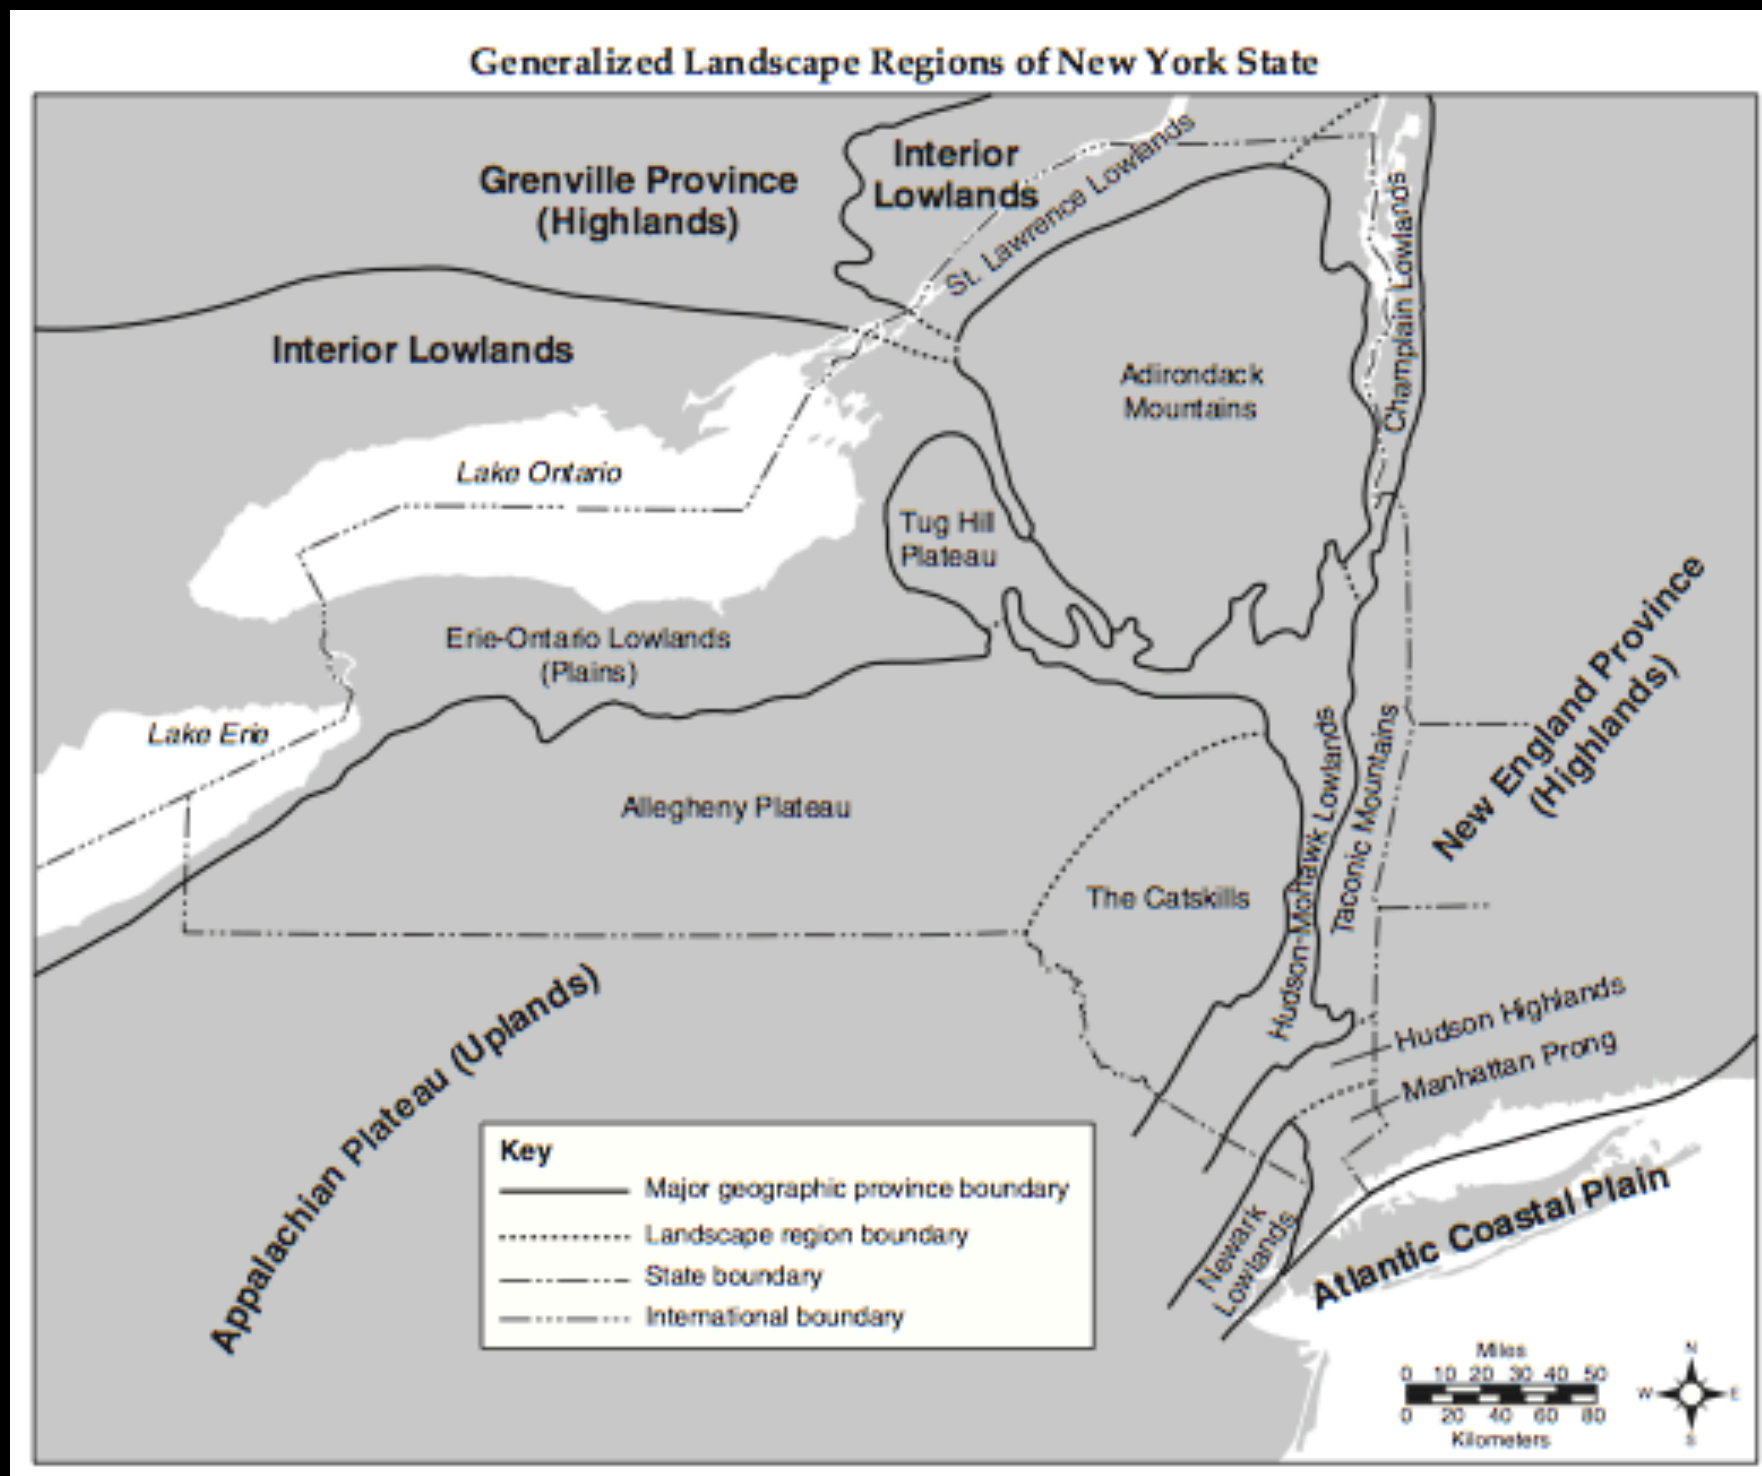 Generalized Landscape Regions of New York State
Grenville Province
(Highlands)
Interior
Lowlands
St. Lawrence Lowlands
Champlain Lowlands
Interior Lowlands
Adirondack
Mountains
Lake Ontario
Tug Hill
Plateau
Erie-Ontario Lowlands
(Plains)
Lake Erie
Allegheny Plateau
The Catskills
Hudson-Mohawk Lowlands
Taconic Mountains
New England Province
(Highlands)
Appalachian Plateau (Uplands)
Hudson Highlands
Manhattan Prong
Newark
Lowlands
Atlantic Coastal Plain
Key
Major geographic province boundary
Landscape region boundary
State boundary
International boundary
Miles
0 10 20 30 40 50
0 20 40 60 80
Kilometers
N
W E
S